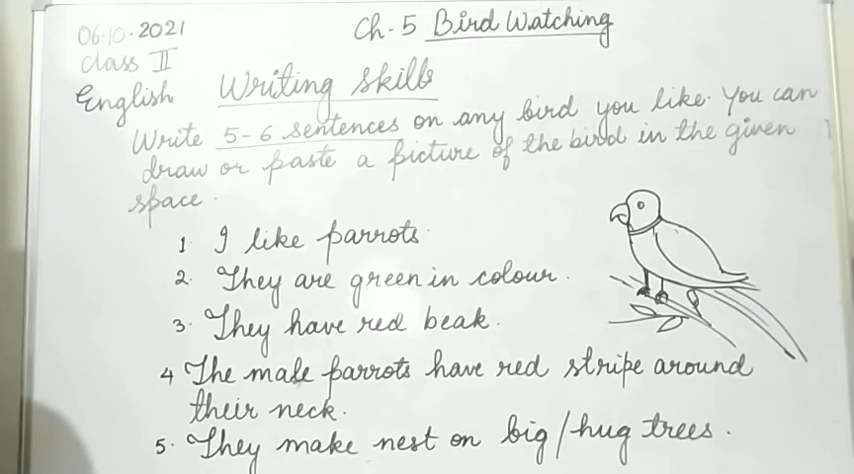 06.10.2021
Ch-5 Bird Watching
Class II
English
Writing Skills
Write 5-6 sentences on any bird you like. You can
draw or paste a picture of the bird in the given
space.
1. I like parrots.
2. They are green in colour.
3. They have red beak.
4 The male parrots have red stripe around
their neck.
5. They make nest on big/hug trees.